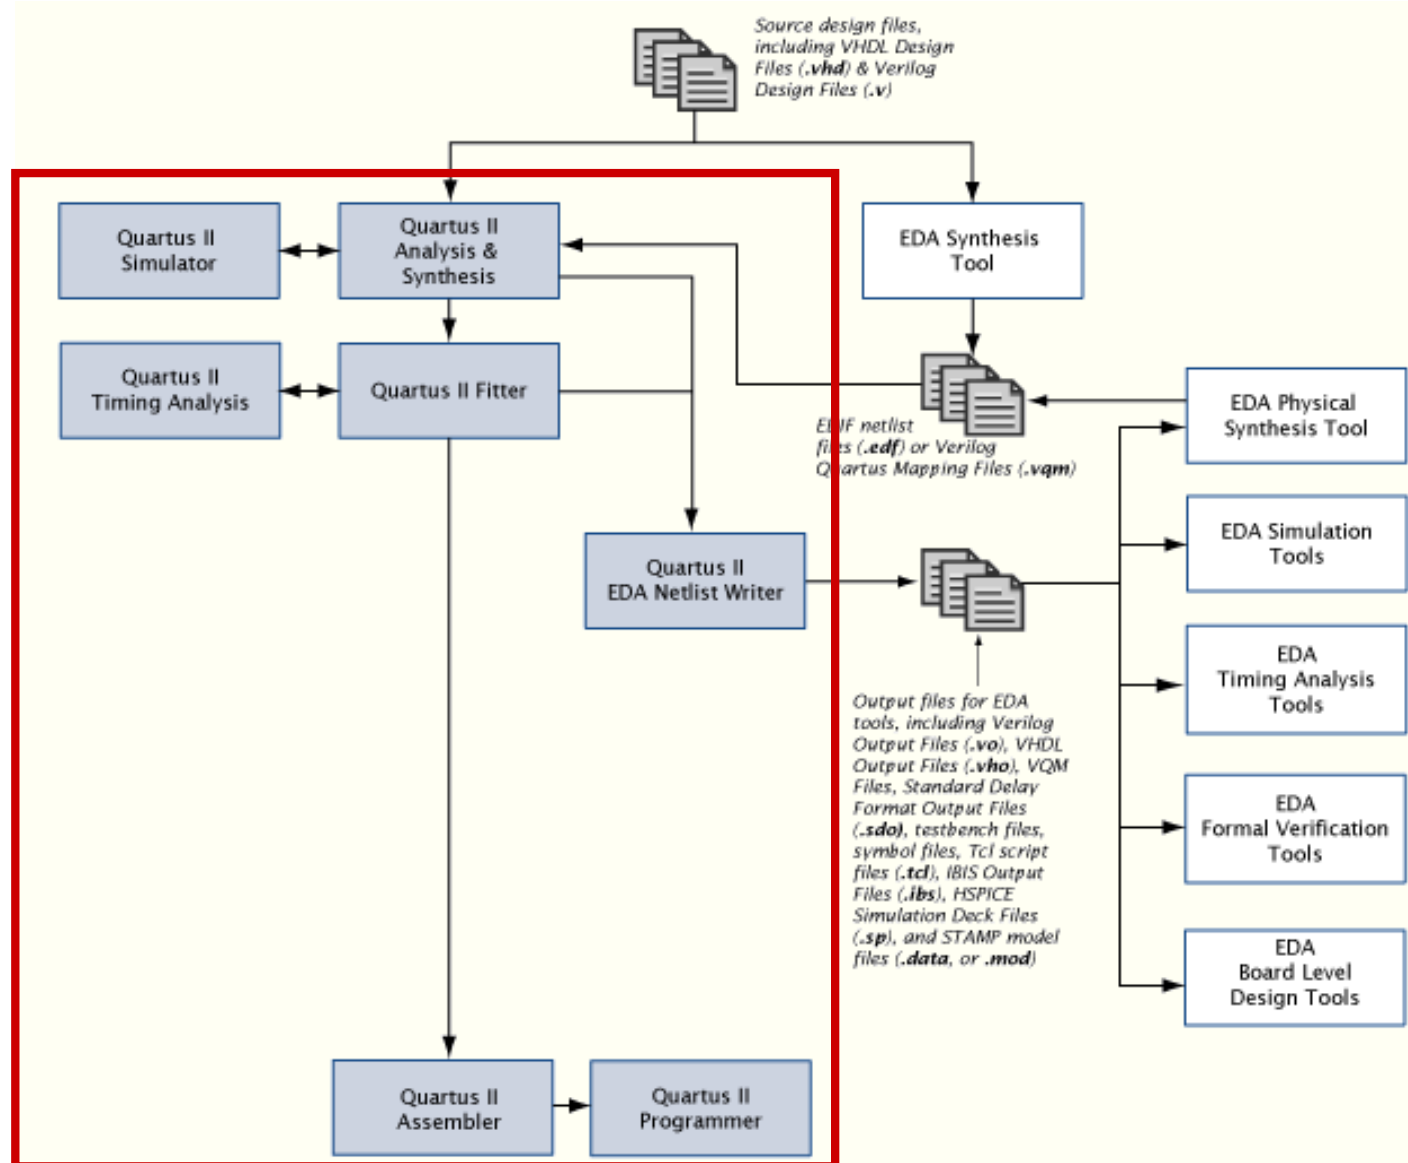 Source design files,
including VHDL Design
Files (.vhd) & Verilog
Design Files (.v)
Quartus II
Simulator
Quartus II
Analysis &
Synthesis
EDA Synthesis
Tool
Quartus II
Timing Analysis
Quartus II Fitter
EDIF netlist
files (.edf) or Verilog
Quartus Mapping Files (.vqm)
EDA Physical
Synthesis Tool
EDA Simulation
Tools
Quartus II
EDA Netlist Writer
EDA
Timing Analysis
Tools
Output files for EDA
tools, including Verilog
Output Files (.vo), VHDL
Output Files (.vho), VQM
Files, Standard Delay
Format Output Files
(.sdo), testbench files,
symbol files, Tcl script
files (.tcl), IBIS Output
Files (.ibs), HSPICE
Simulation Deck Files
(.sp), and STAMP model
files (.data, or .mod)
EDA
Formal Verification
Tools
EDA
Board Level
Design Tools
Quartus II
Assembler
Quartus II
Programmer